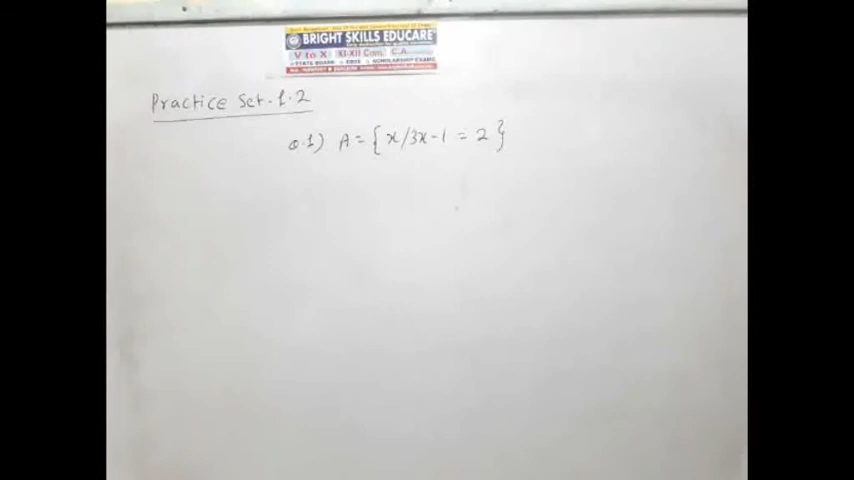 BRIGHT SKILLS EDUCARE
V to X XI-XII Com. C.A.
STATE BOARD CBSE SCHOLARSHIP EXAMS
Practice Set-1.2
Q.1) A = { x/3x-1 = 2 }